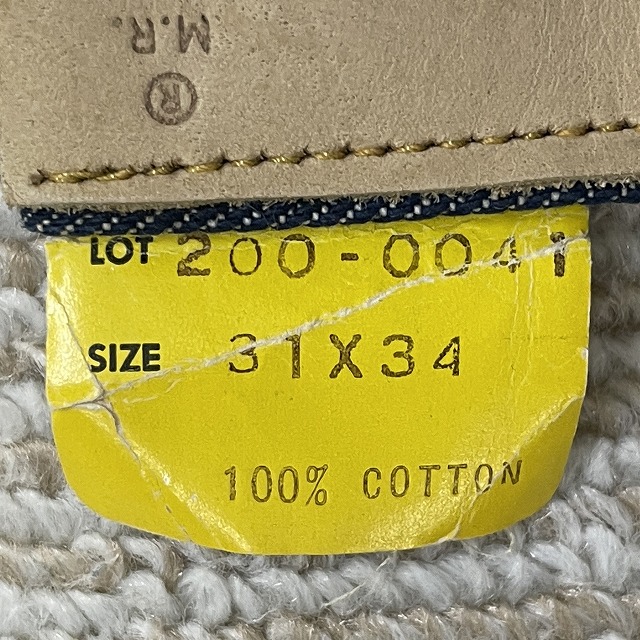 M.R.
®
LOT 200-0041
SIZE 31X34
100% COTTON